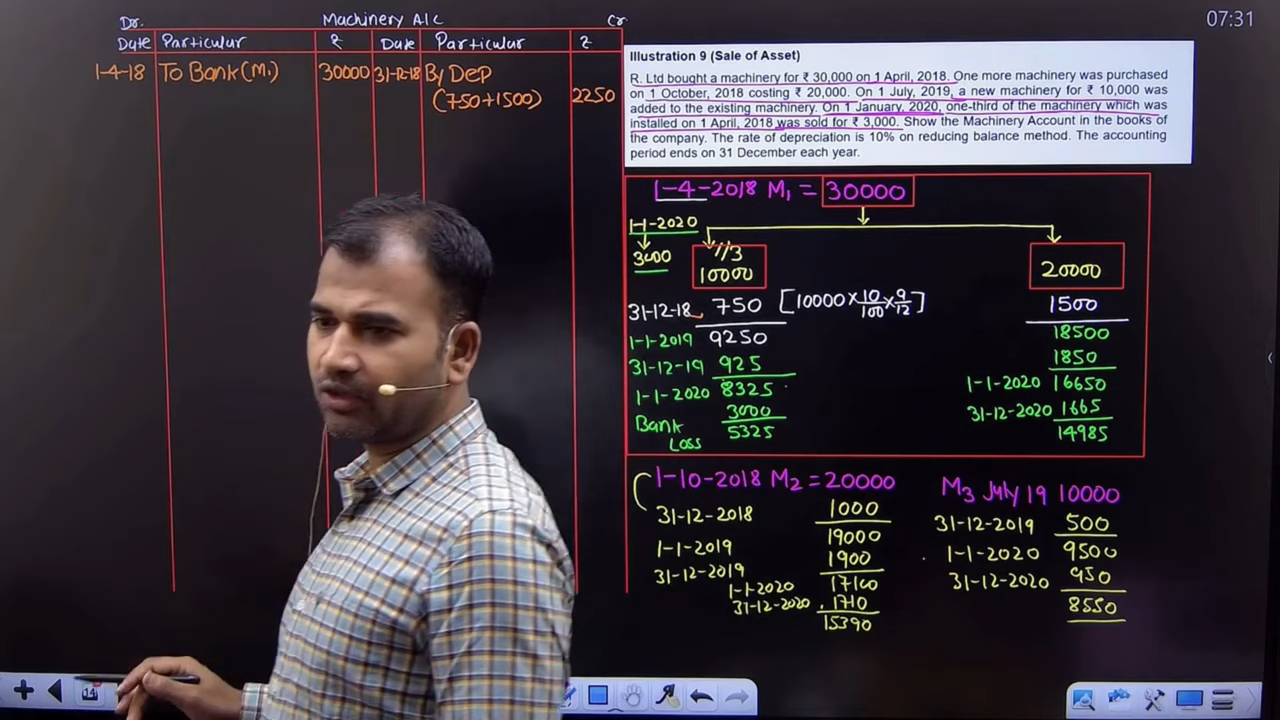 07:31
Dr. Machinery A/c Cr.
Date Particular ₹ Date Particular ₹
1-4-18 To Bank (M₁) 30000 31-12-18 By Dep
(750+1500) 2250
Illustration 9 (Sale of Asset)
R. Ltd bought a machinery for ₹ 30,000 on 1 April, 2018. One more machinery was purchased
on 1 October, 2018 costing ₹ 20,000. On 1 July, 2019, a new machinery for ₹ 10,000 was
added to the existing machinery. On 1 January, 2020, one-third of the machinery which was
installed on 1 April, 2018 was sold for ₹ 3,000. Show the Machinery Account in the books of
the company. The rate of depreciation is 10% on reducing balance method. The accounting
period ends on 31 December each year.
1-4-2018 M₁ = 30000
1-1-2020
3000
1/3
10000
20000
31-12-18 750 [10000×10/100×9/12] 1500
1-1-2019 9250 18500
31-12-19 925 1850
1-1-2020 8325 1-1-2020 16650
Bank 3000 31-12-2020 1665
Loss 5325 14985
1-10-2018 M₂ = 20000
31-12-2018 1000
19000
1-1-2019
1900
31-12-2019
17100
1-1-2020
31-12-2020 1710
15390
M₃ July 19 10000
31-12-2019 500
1-1-2020 9500
31-12-2020 950
8550
14